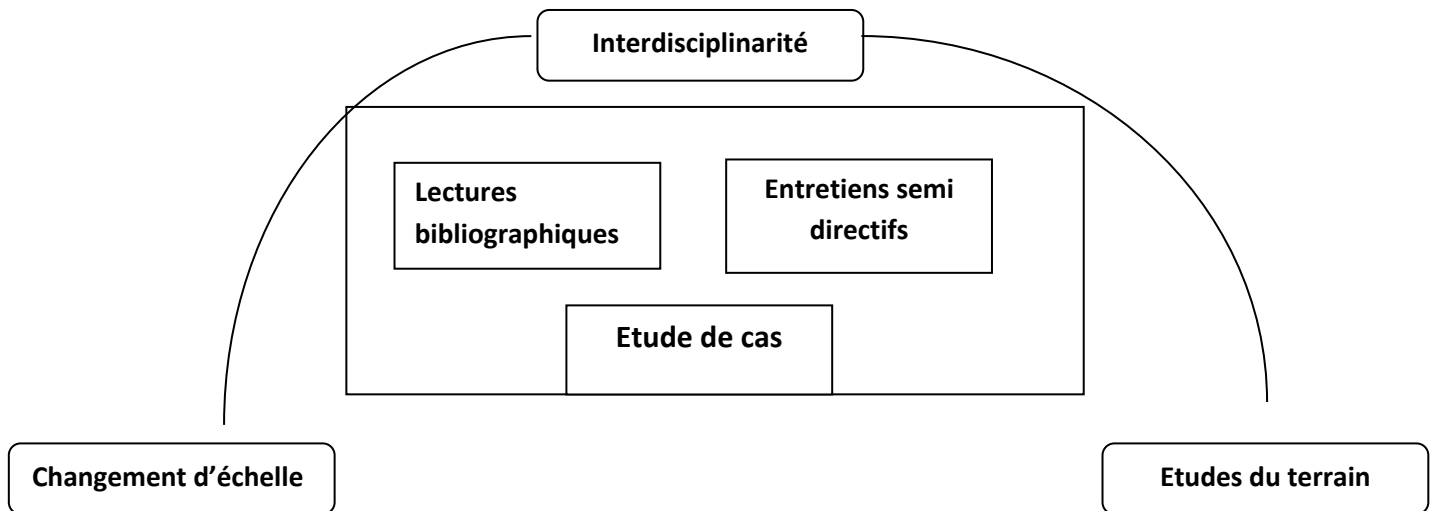 Interdisciplinarité
Lectures
bibliographiques
Entretiens semi
directifs
Etude de cas
Changement d’échelle
Etudes du terrain